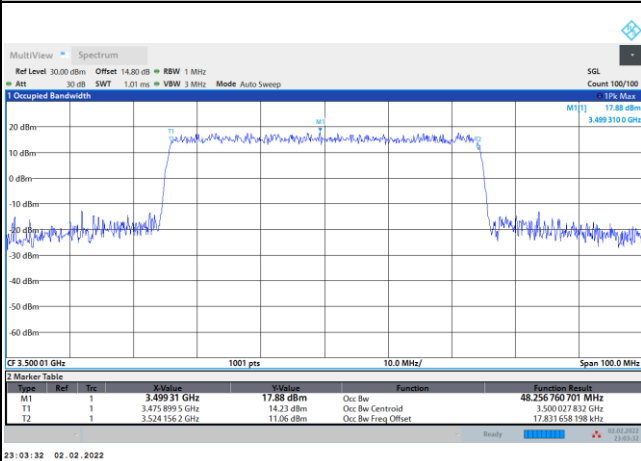 MultiView Spectrum
Ref Level 30.00 dBm Offset 14.80 dB RBW 1 MHz SGL
Att 30 dB SWT 1.01 ms VBW 3 MHz Mode Auto Sweep Count 100/100
1 Occupied Bandwidth 1Pk Max
M1[1] 17.88 dBm
3.499 310 0 GHz
M1
T1
T2
20 dBm
10 dBm
0 dBm
-10 dBm
-20 dBm
-30 dBm
-40 dBm
-50 dBm
-60 dBm
CF 3.500 01 GHz 1001 pts 10.0 MHz/ Span 100.0 MHz
2 Marker Table
Type Ref Trc X-Value Y-Value Function Function Result
M1 1 3.499 31 GHz 17.88 dBm Occ Bw 48.256 760 701 MHz
T1 1 3.475 899 5 GHz 14.23 dBm Occ Bw Centroid 3.500 027 832 GHz
T2 1 3.524 156 2 GHz 11.06 dBm Occ Bw Freq Offset 17.831 658 198 kHz
Ready 02.02.2022
23:03:32
23:03:32 02.02.2022